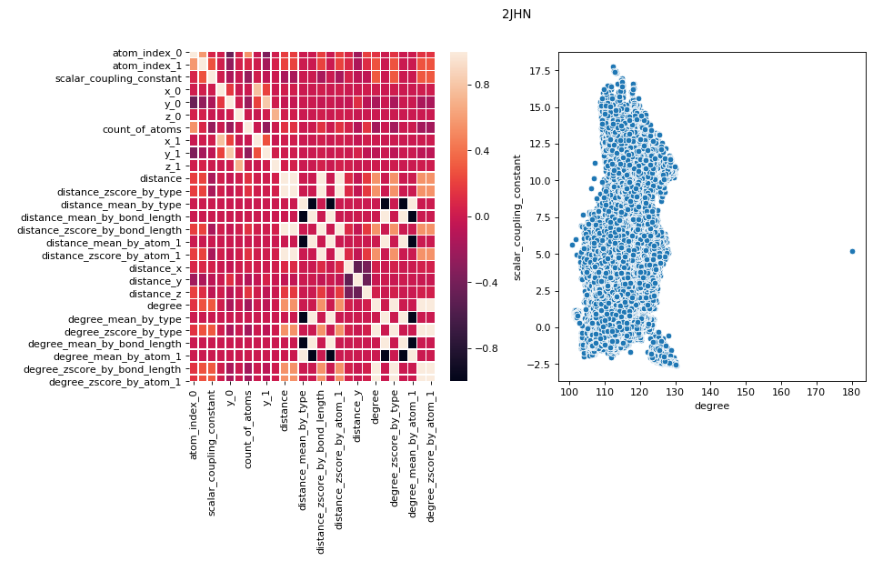 2JHN
atom_index_0
atom_index_1
scalar_coupling_constant
x_0
y_0
z_0
count_of_atoms
x_1
y_1
z_1
distance
distance_zscore_by_type
distance_mean_by_type
distance_mean_by_bond_length
distance_zscore_by_bond_length
distance_mean_by_atom_1
distance_zscore_by_atom_1
distance_x
distance_y
distance_z
degree
degree_mean_by_type
degree_zscore_by_type
degree_mean_by_bond_length
degree_mean_by_atom_1
degree_zscore_by_bond_length
degree_zscore_by_atom_1
atom_index_0
scalar_coupling_constant
y_0
count_of_atoms
y_1
distance
distance_mean_by_type
distance_zscore_by_bond_length
distance_zscore_by_atom_1
distance_y
degree
degree_zscore_by_type
degree_mean_by_atom_1
degree_zscore_by_atom_1
0.8
0.4
0.0
−0.4
−0.8
scalar_coupling_constant
17.5
15.0
12.5
10.0
7.5
5.0
2.5
0.0
−2.5
100 110 120 130 140 150 160 170 180
degree